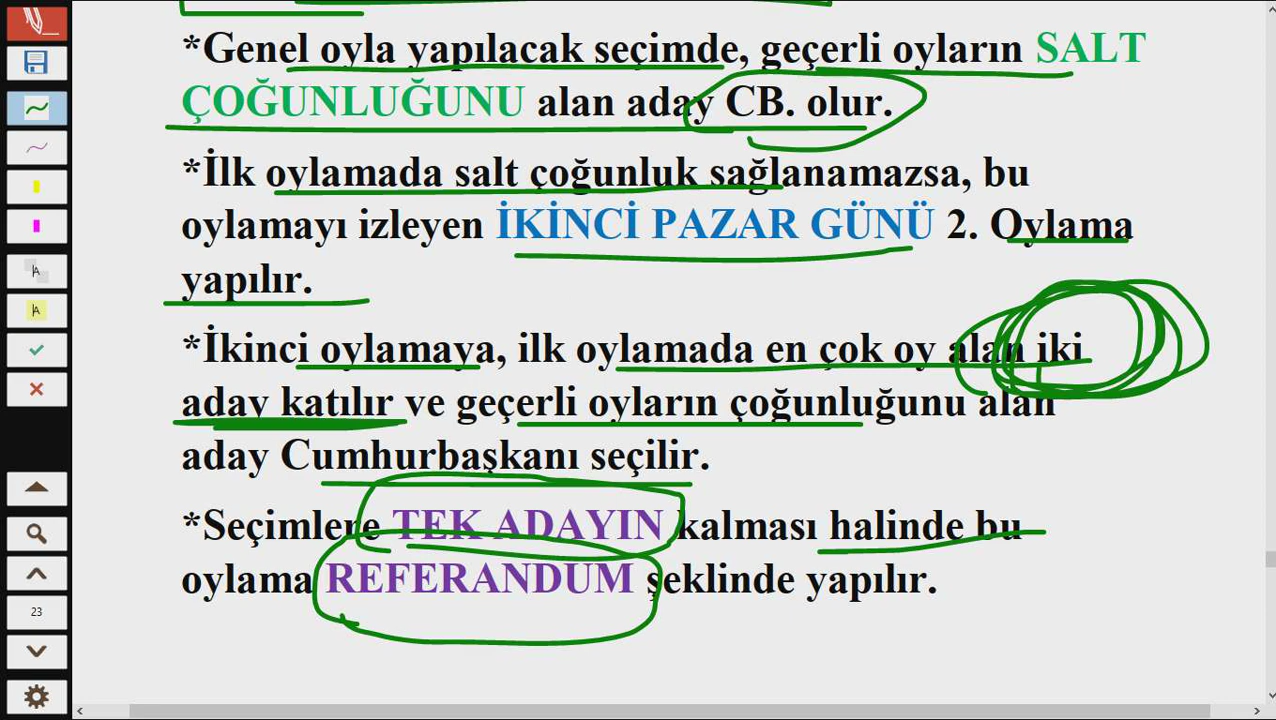 *Genel oyla yapılacak seçimde, geçerli oyların SALT
ÇOĞUNLUĞUNU alan aday CB. olur.
*İlk oylamada salt çoğunluk sağlanamazsa, bu
oylamayı izleyen İKİNCİ PAZAR GÜNÜ 2. Oylama
yapılır.
*İkinci oylamaya, ilk oylamada en çok oy alan iki
aday katılır ve geçerli oyların çoğunluğunu alan
aday Cumhurbaşkanı seçilir.
*Seçimlere TEK ADAYIN kalması halinde bu
oylama REFERANDUM şeklinde yapılır.
23